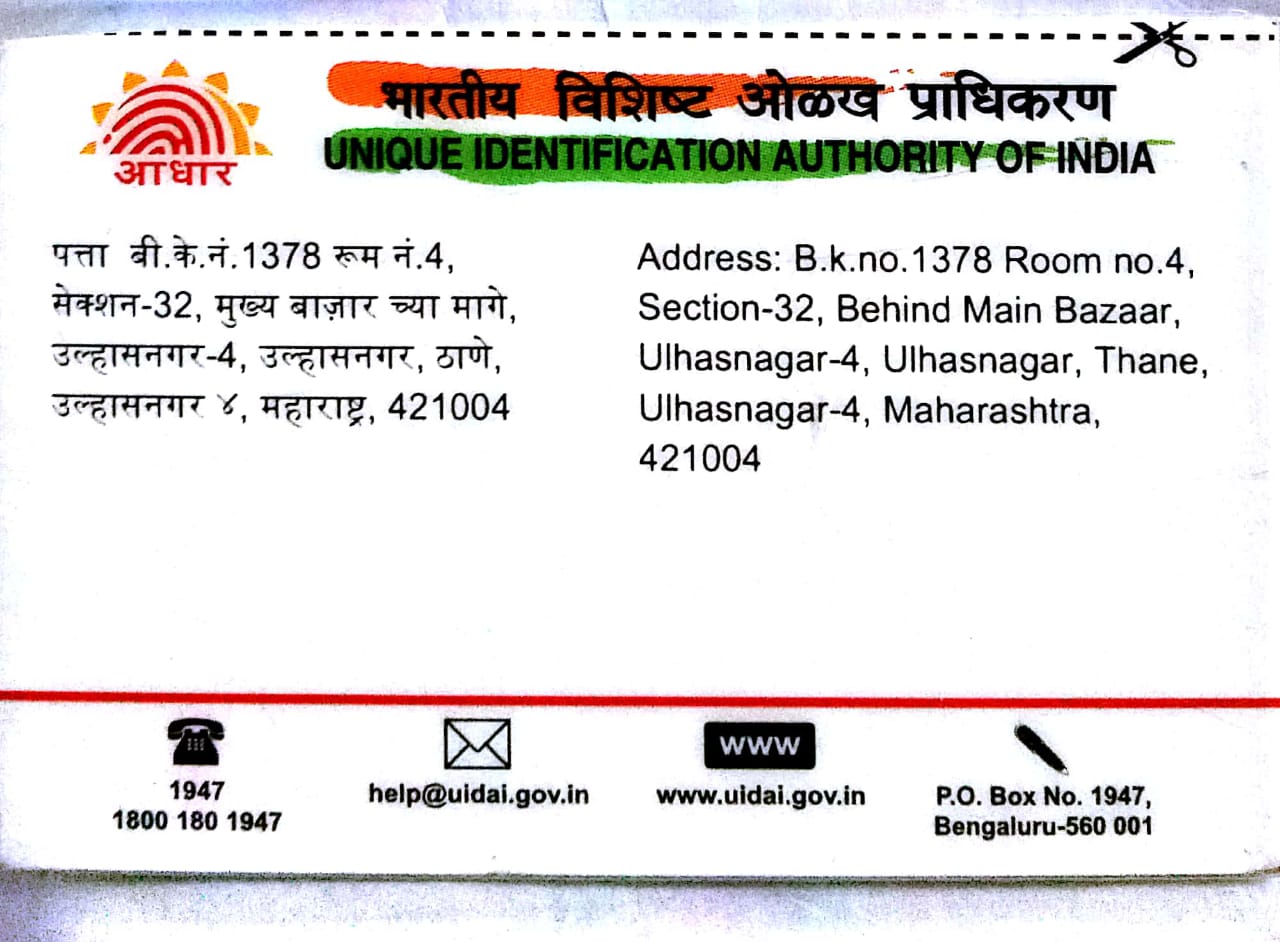 आधार
भारतीय विशिष्ट ओळख प्राधिकरण
UNIQUE IDENTIFICATION AUTHORITY OF INDIA
पत्ता बी.के.नं.1378 रूम नं.4,
सेक्शन-32, मुख्य बाज़ार च्या मागे,
उल्हासनगर-4, उल्हासनगर, ठाणे,
उल्हासनगर ४, महाराष्ट्र, 421004
Address: B.k.no.1378 Room no.4,
Section-32, Behind Main Bazaar,
Ulhasnagar-4, Ulhasnagar, Thane,
Ulhasnagar-4, Maharashtra,
421004
1947
1800 180 1947
help@uidai.gov.in
www
www.uidai.gov.in
P.O. Box No. 1947,
Bengaluru-560 001